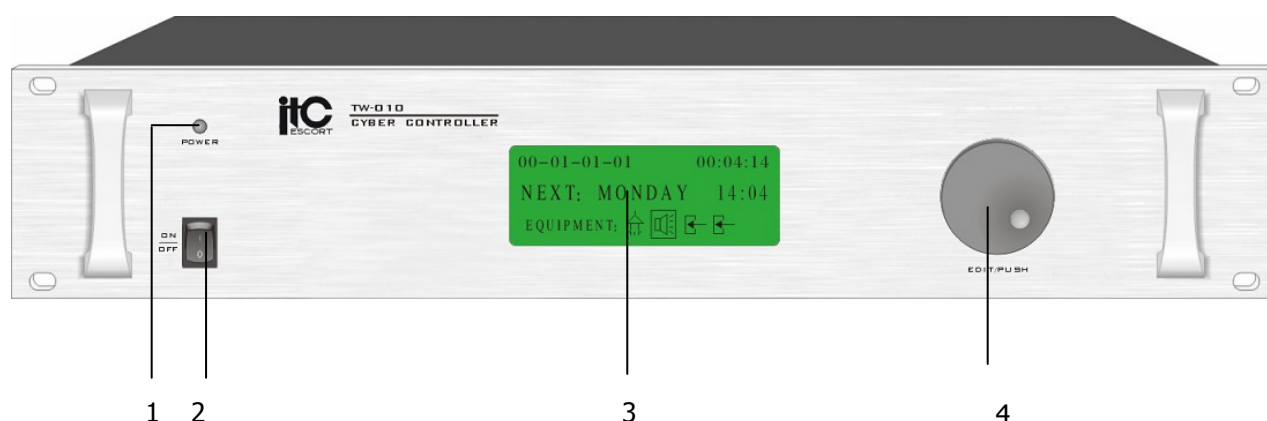 itC
ESCORT
TW-010
CYBER CONTROLLER
POWER
00-01-01-01 00:04:14
NEXT: MONDAY 14:04
EQUIPMENT:
ON
OFF
I
0
EDIT/PUSH
1 2 3 4